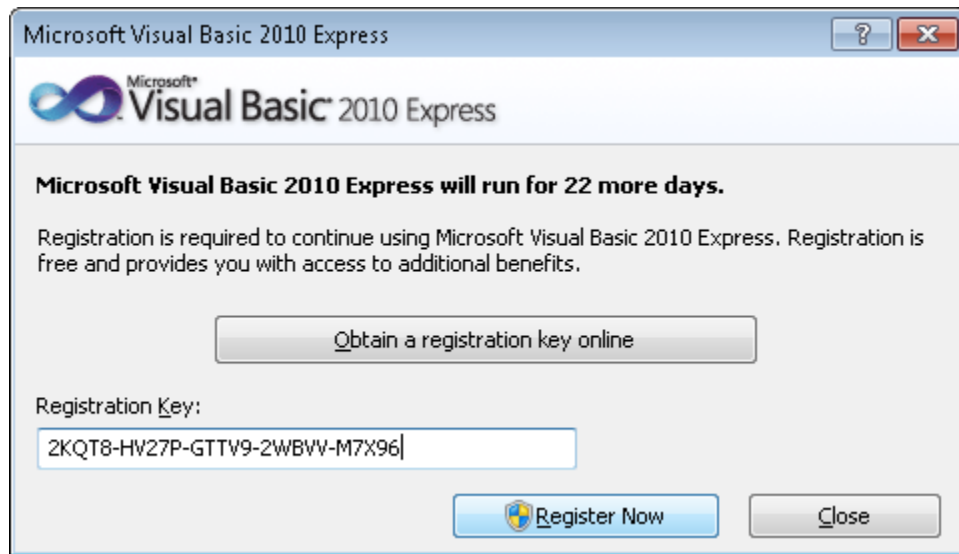 Microsoft Visual Basic 2010 Express
Microsoft®
Visual Basic® 2010 Express
Microsoft Visual Basic 2010 Express will run for 22 more days.
Registration is required to continue using Microsoft Visual Basic 2010 Express. Registration is
free and provides you with access to additional benefits.
Obtain a registration key online
Registration Key:
2KQT8-HV27P-GTTV9-2WBVV-M7X96
Register Now
Close